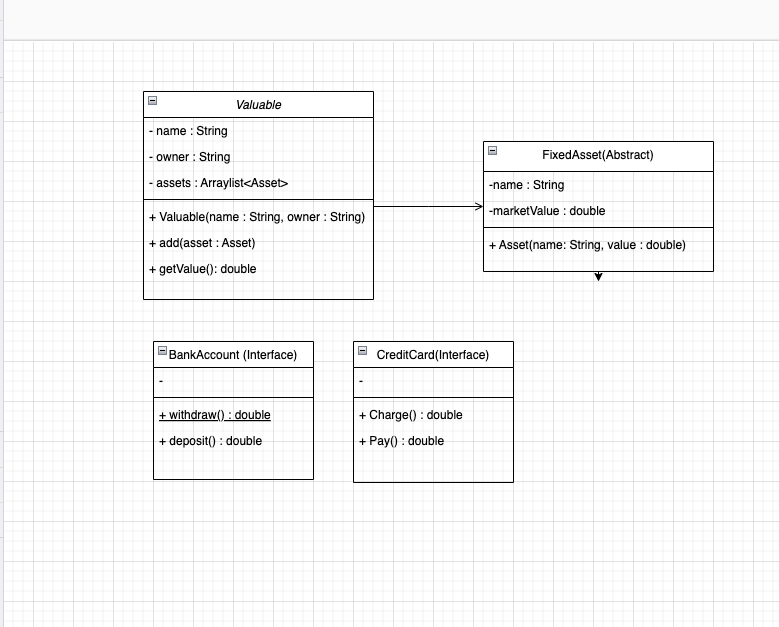 Valuable
- name : String
- owner : String
- assets : Arraylist<Asset>
+ Valuable(name : String, owner : String)
+ add(asset : Asset)
+ getValue(): double
FixedAsset(Abstract)
-name : String
-marketValue : double
+ Asset(name: String, value : double)
BankAccount (Interface)
-
+ withdraw() : double
+ deposit() : double
CreditCard(Interface)
-
+ Charge() : double
+ Pay() : double